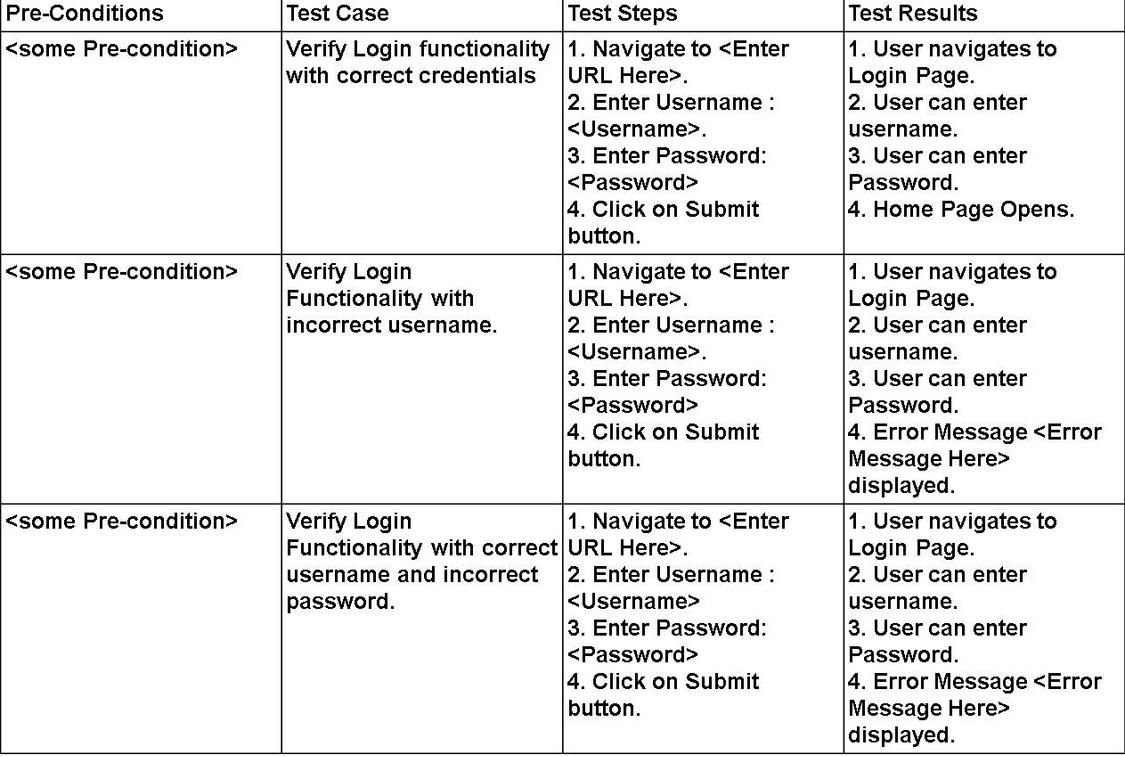 Pre-Conditions
Test Case
Test Steps
Test Results
<some Pre-condition>
Verify Login functionality
with correct credentials
1. Navigate to <Enter
URL Here>.
2. Enter Username :
<Username>.
3. Enter Password:
<Password>
4. Click on Submit
button.
1. User navigates to
Login Page.
2. User can enter
username.
3. User can enter
Password.
4. Home Page Opens.
<some Pre-condition>
Verify Login
Functionality with
incorrect username.
1. Navigate to <Enter
URL Here>.
2. Enter Username :
<Username>.
3. Enter Password:
<Password>
4. Click on Submit
button.
1. User navigates to
Login Page.
2. User can enter
username.
3. User can enter
Password.
4. Error Message <Error
Message Here>
displayed.
<some Pre-condition>
Verify Login
Functionality with correct
username and incorrect
password.
1. Navigate to <Enter
URL Here>.
2. Enter Username :
<Username>
3. Enter Password:
<Password>
4. Click on Submit
button.
1. User navigates to
Login Page.
2. User can enter
username.
3. User can enter
Password.
4. Error Message <Error
Message Here>
displayed.